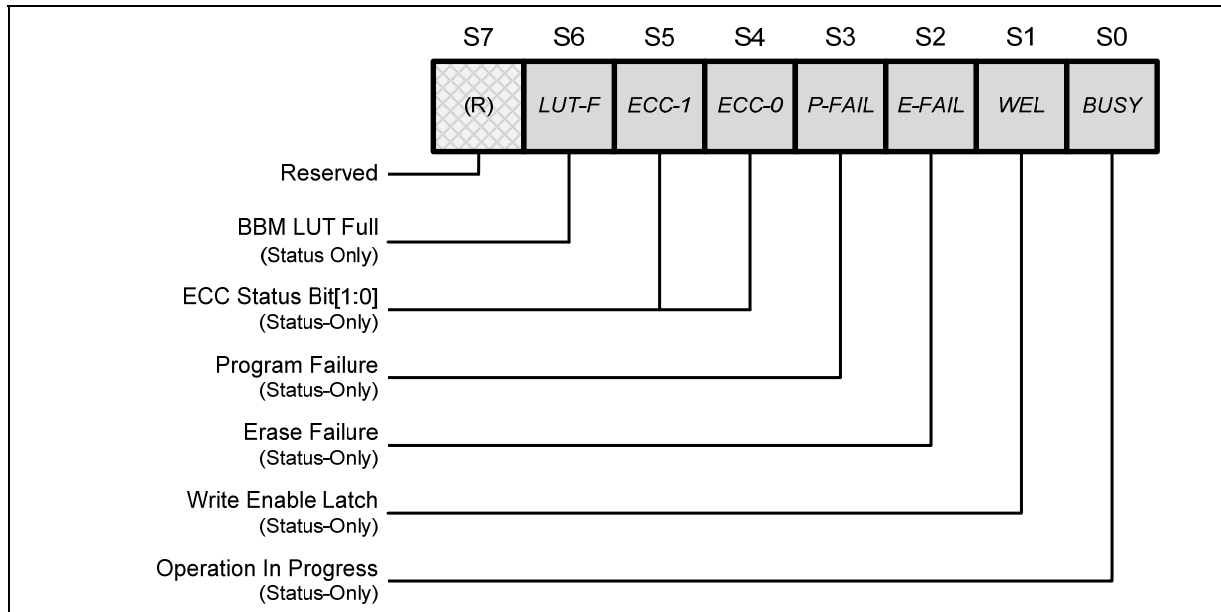 S7 S6 S5 S4 S3 S2 S1 S0
(R) LUT-F ECC-1 ECC-0 P-FAIL E-FAIL WEL BUSY
Reserved
BBM LUT Full
(Status Only)
ECC Status Bit[1:0]
(Status-Only)
Program Failure
(Status-Only)
Erase Failure
(Status-Only)
Write Enable Latch
(Status-Only)
Operation In Progress
(Status-Only)